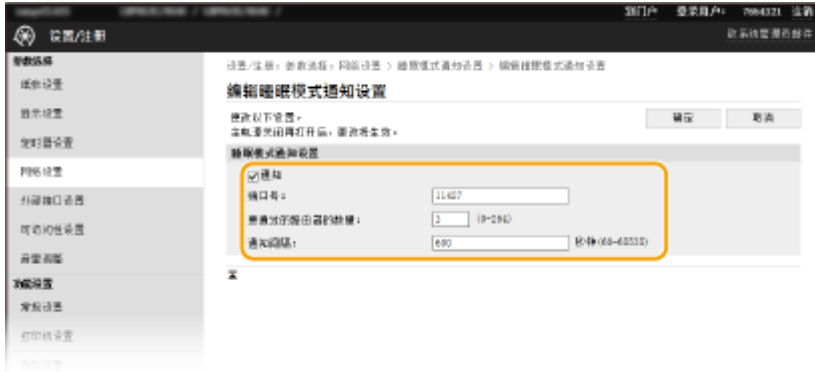 到门户 登录用户: 7654321 注销
设置/注册
致系统管理员邮件
参数选择
纸张设置
显示设置
定时器设置
网络设置
外部接口设置
可访问性设置
音量调整
功能设置
常规设置
打印机设置
设置/注册: 参数选择: 网络设置 > 睡眠模式通知设置 > 编辑睡眠模式通知设置
编辑睡眠模式通知设置
更改以下设置。
主电源关闭再打开后，更改将生效。
确定 取消
睡眠模式通知设置
通知
端口号: 11427
要通过的路由器的数量: 3 (0-254)
通知间隔: 600 秒钟(60-65535)